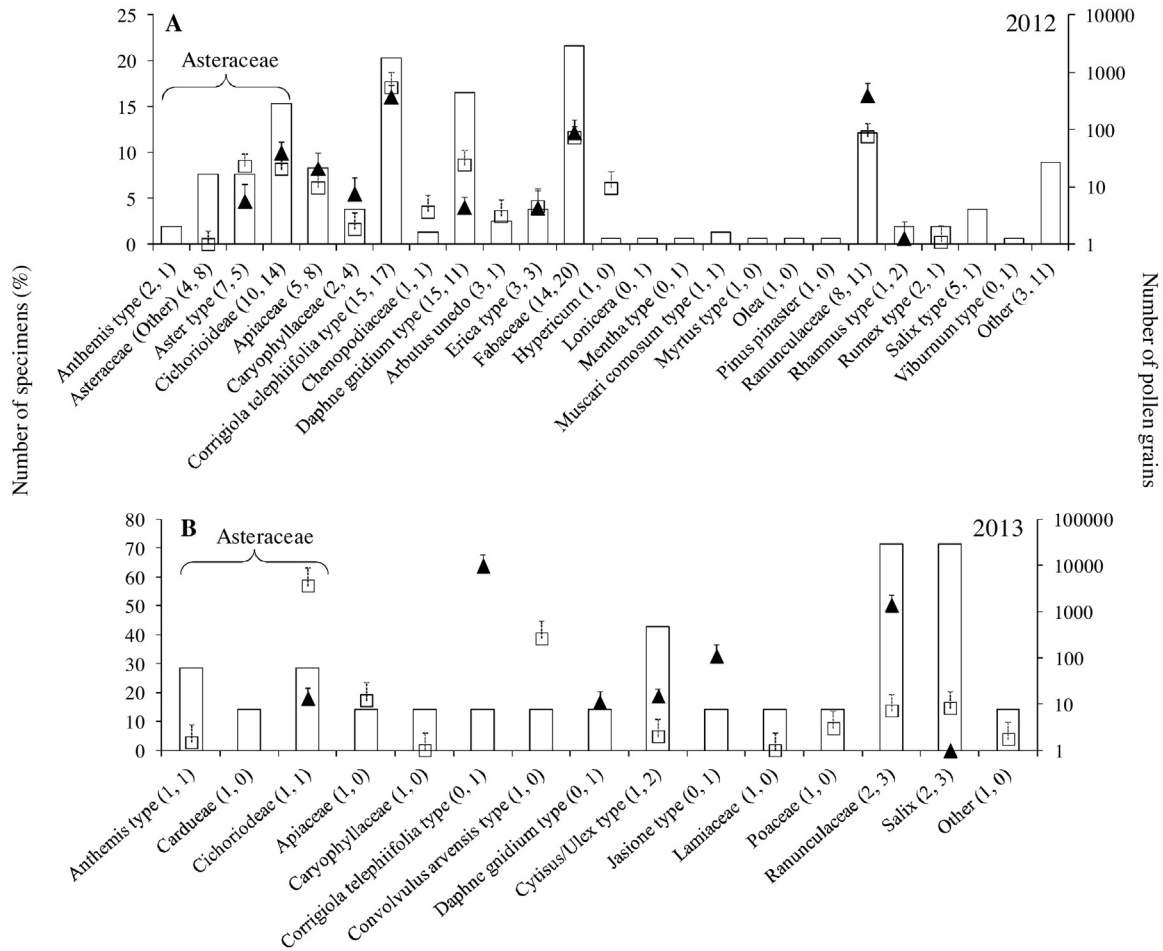 A
2012
25
20
15
10
5
0
10000
1000
100
10
1
Asteraceae
Anthemis type (2, 1)
Asteraceae (Other) (4, 8)
Aster type (7, 5)
Cichorioideae (10, 14)
Apiaceae (5, 8)
Caryophyllaceae (2, 4)
Corrigiola telephiifolia type (15, 17)
Chenopodiaceae (1, 1)
Daphne gnidium type (15, 11)
Arbutus unedo (3, 1)
Erica type (3, 3)
Fabaceae (14, 20)
Hypericum (1, 0)
Lonicera (0, 1)
Mentha type (0, 1)
Muscari comosum type (1, 1)
Myrtus type (1, 0)
Olea (1, 0)
Pinus pinaster (1, 0)
Ranunculaceae (8, 11)
Rhamnus type (1, 2)
Rumex type (2, 1)
Salix type (5, 1)
Viburnum type (0, 1)
Other (3, 11)
Number of specimens (%)
Number of pollen grains
B
2013
80
70
60
50
40
30
20
10
0
100000
10000
1000
100
10
1
Asteraceae
Anthemis type (1, 1)
Cardueae (1, 0)
Cichoriodeae (1, 1)
Apiaceae (1, 0)
Caryophyllaceae (1, 0)
Corrigiola telephiifolia type (0, 1)
Convolvulus arvensis type (1, 0)
Daphne gnidium type (0, 1)
Cytisus/Ulex type (1, 2)
Jasione type (0, 1)
Lamiaceae (1, 0)
Poaceae (1, 0)
Ranunculaceae (2, 3)
Salix (2, 3)
Other (1, 0)